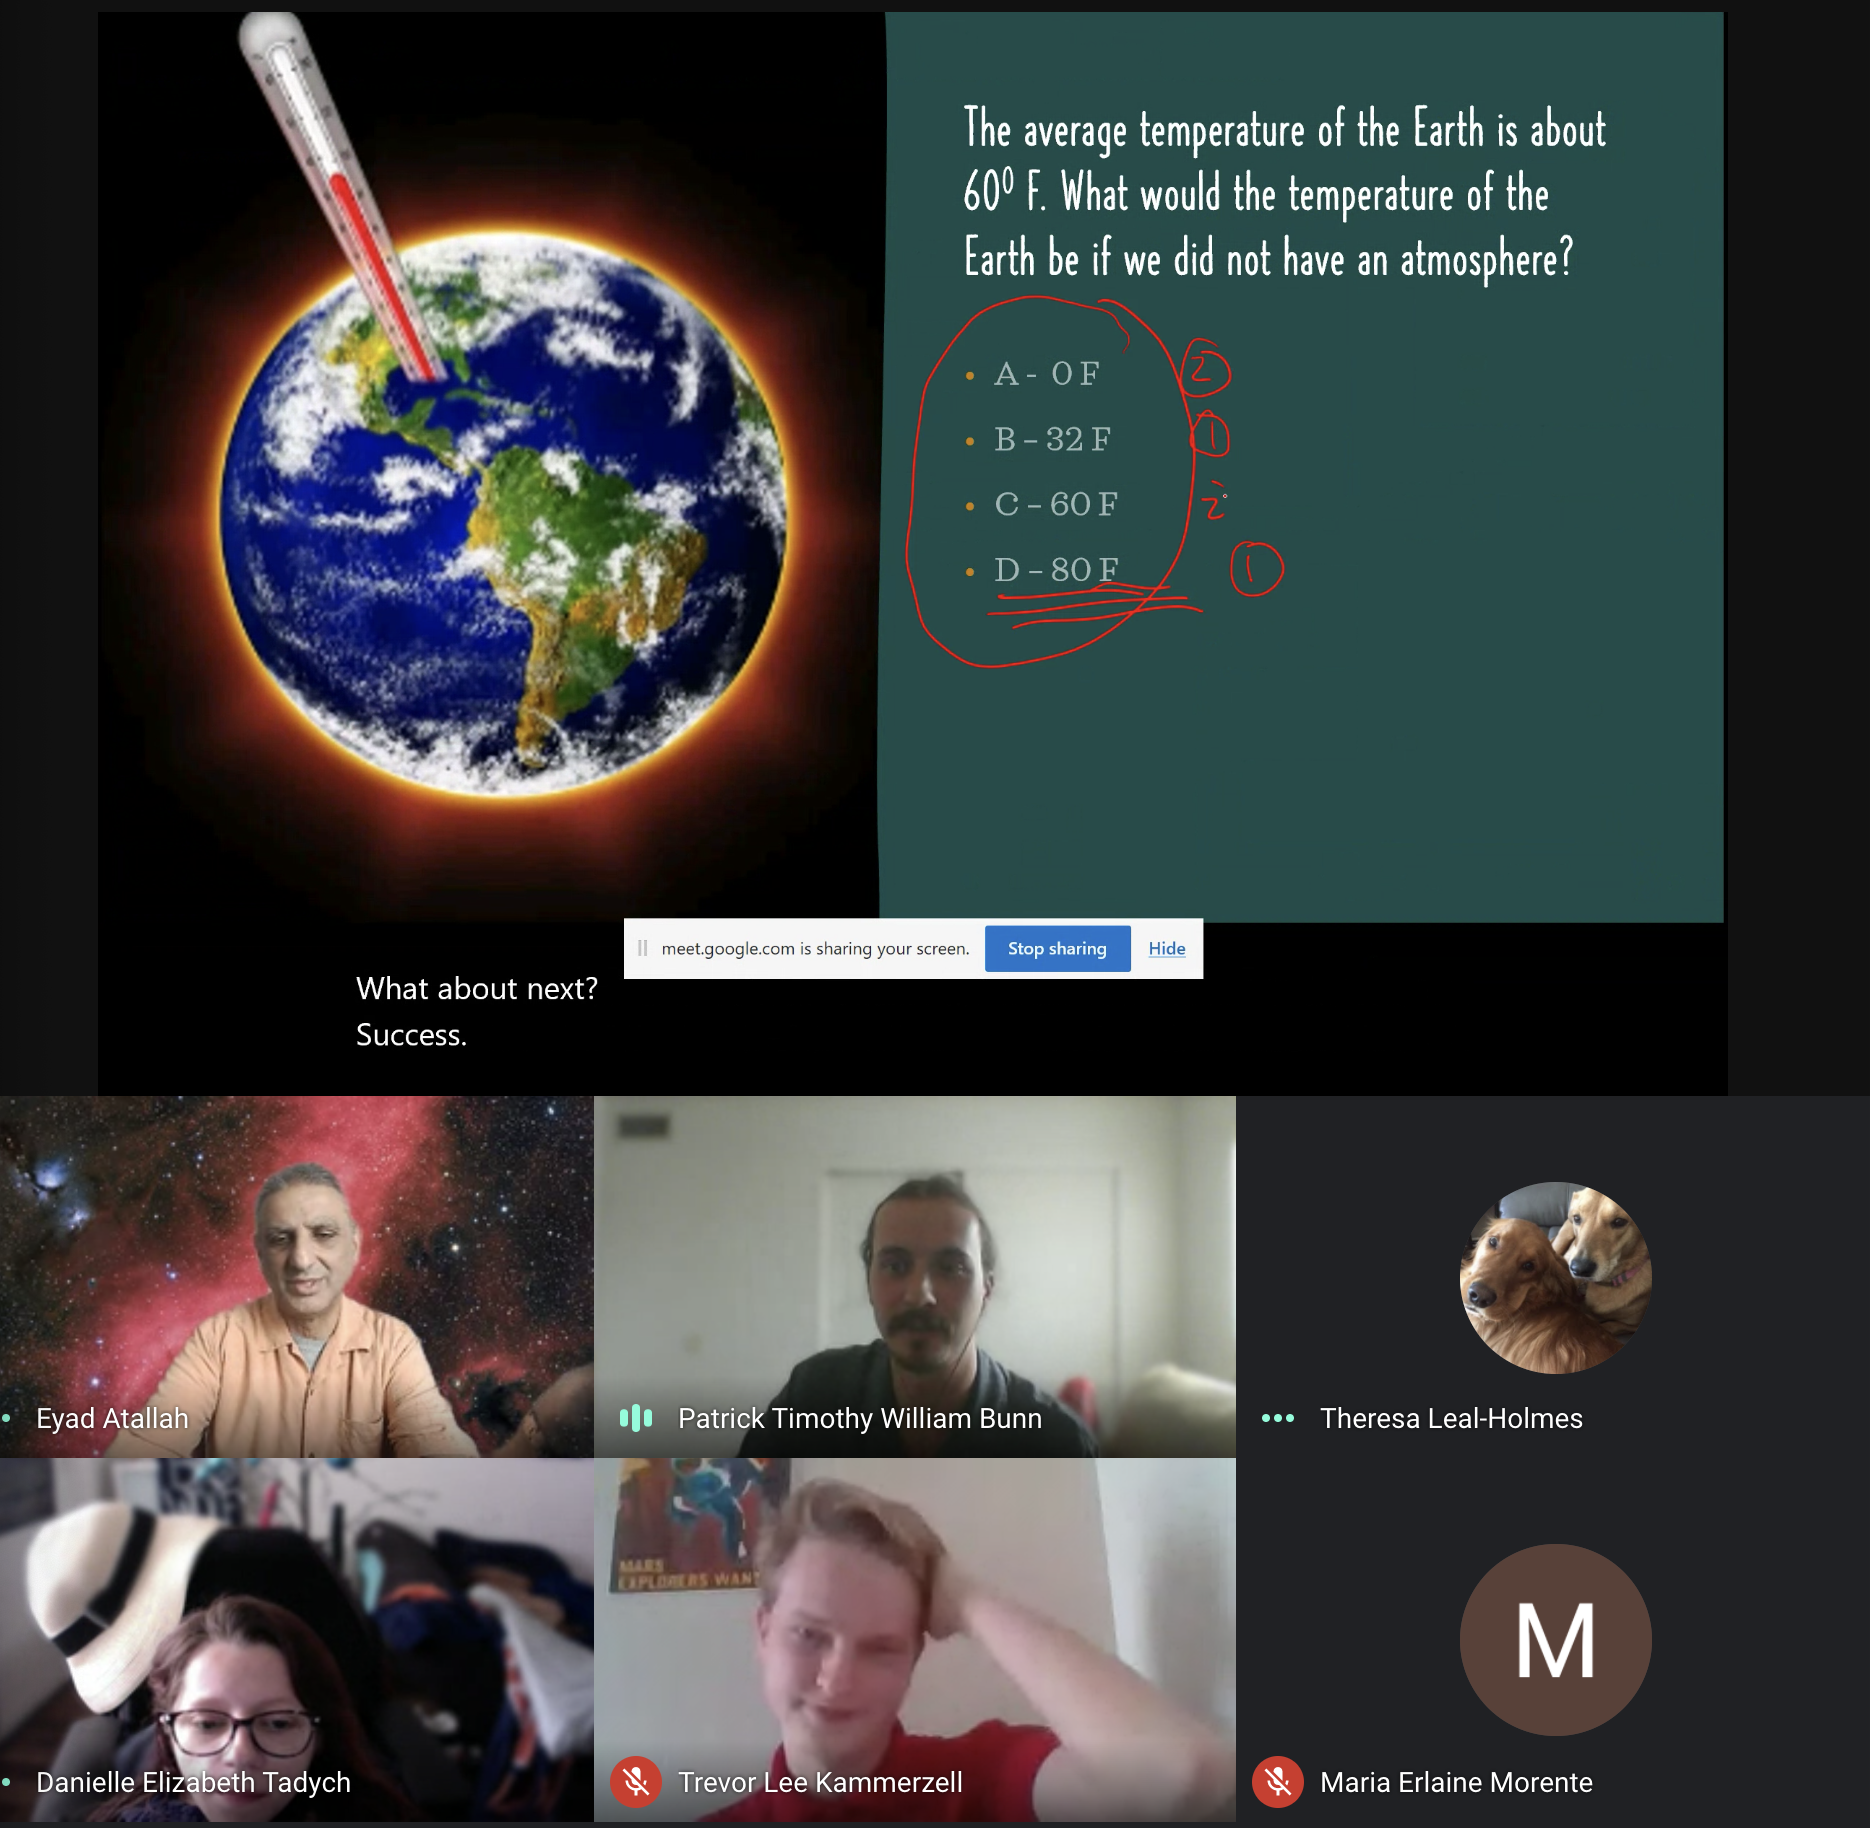 The average temperature of the Earth is about
60⁰ F. What would the temperature of the
Earth be if we did not have an atmosphere?
• A - 0 F 2
• B – 32 F 1
• C – 60 F 2
• D – 80 F 1
meet.google.com is sharing your screen. Stop sharing Hide
What about next?
Success.
Eyad Atallah
Patrick Timothy William Bunn
Theresa Leal-Holmes
MARS
EXPLORERS WANT
M
Danielle Elizabeth Tadych
Trevor Lee Kammerzell
Maria Erlaine Morente